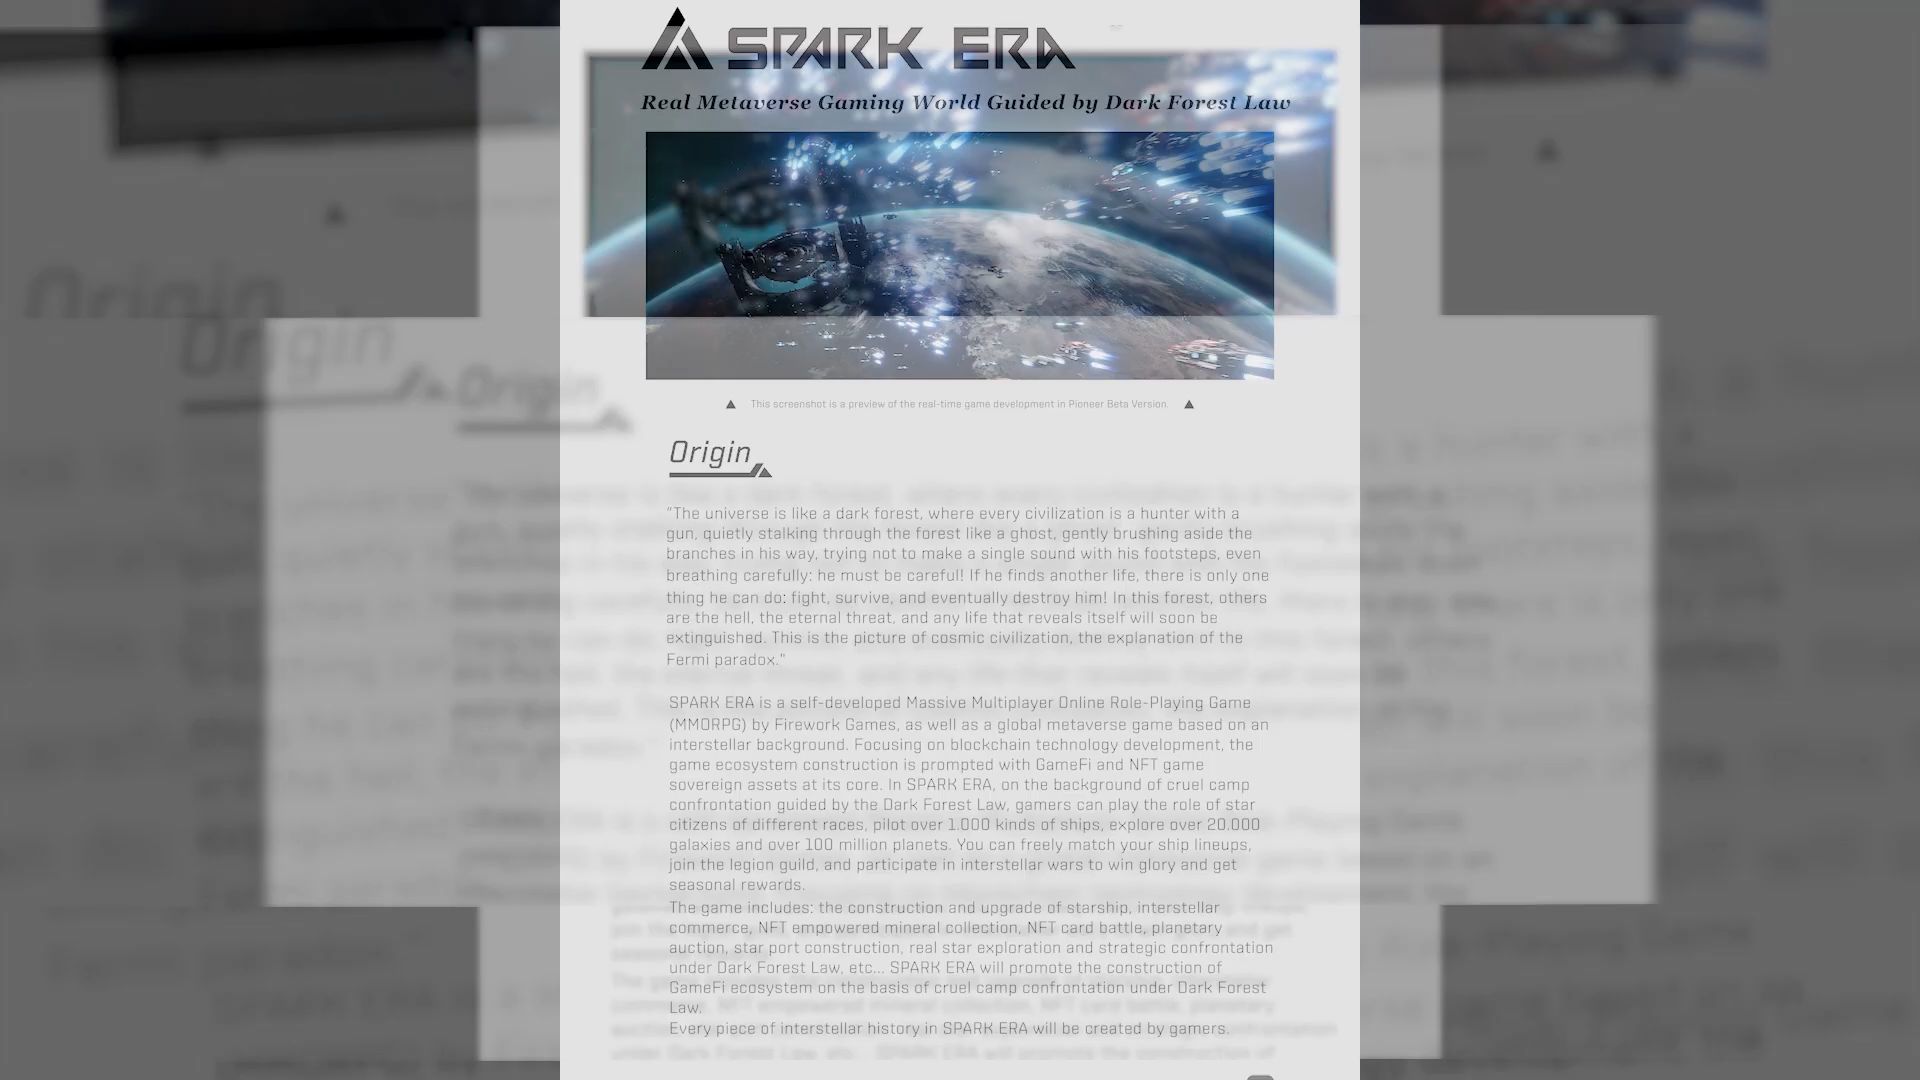 SPARK ERA
Real Metaverse Gaming World Guided by Dark Forest Law
This screenshot is a preview of the real-time game development in Pioneer Beta Version.
Origin
Origin
Origin
Origin
"The universe is like a dark forest, where every civilization is a hunter with a
gun, quietly stalking through the forest like a ghost, gently brushing aside the
branches in his way, trying not to make a single sound with his footsteps, even
breathing carefully: he must be careful! If he finds another life, there is only one
thing he can do: fight, survive, and eventually destroy him! In this forest, others
are the hell, the eternal threat, and any life that reveals itself will soon be
extinguished. This is the picture of cosmic civilization, the explanation of the
Fermi paradox."
SPARK ERA is a self-developed Massive Multiplayer Online Role-Playing Game
(MMORPG) by Firework Games, as well as a global metaverse game based on an
interstellar background. Focusing on blockchain technology development, the
game ecosystem construction is prompted with GameFi and NFT game
sovereign assets at its core. In SPARK ERA, on the background of cruel camp
confrontation guided by the Dark Forest Law, gamers can play the role of star
citizens of different races, pilot over 1.000 kinds of ships, explore over 20.000
galaxies and over 100 million planets. You can freely match your ship lineups,
join the legion guild, and participate in interstellar wars to win glory and get
seasonal rewards.
The game includes: the construction and upgrade of starship, interstellar
commerce, NFT empowered mineral collection, NFT card battle, planetary
auction, star port construction, real star exploration and strategic confrontation
under Dark Forest Law, etc... SPARK ERA will promote the construction of
GameFi ecosystem on the basis of cruel camp confrontation under Dark Forest
Law.
Every piece of interstellar history in SPARK ERA will be created by gamers.